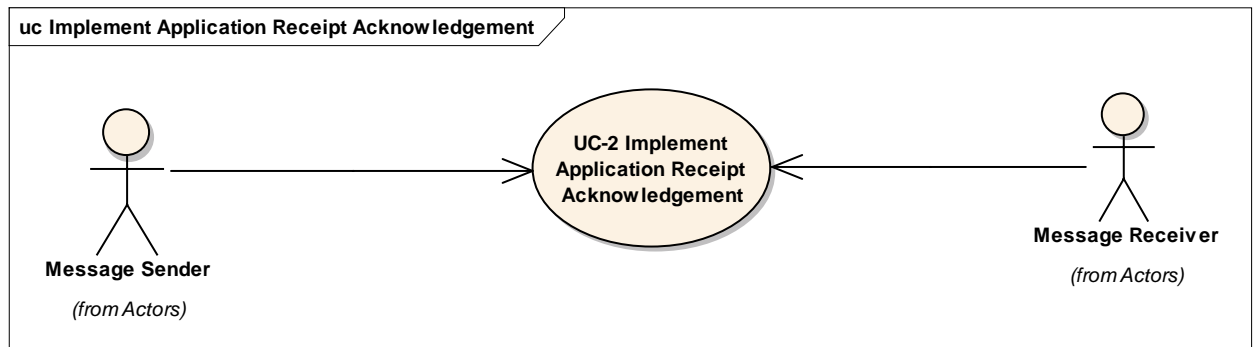 uc Implement Application Receipt Acknowledgement
UC-2 Implement
Application Receipt
Acknowledgement
Message Sender
(from Actors)
Message Receiver
(from Actors)